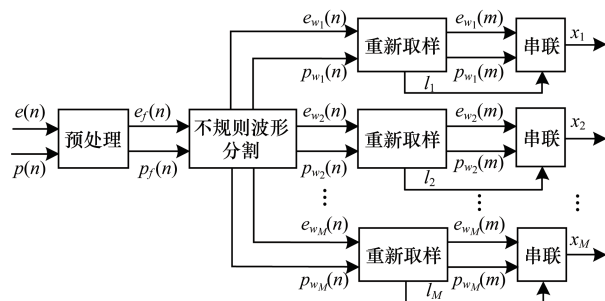 e_{w_1}(n) 重新取样 e_{w_1}(m) 串联 x_1
p_{w_1}(n) p_{w_1}(m)
l_1
e(n) 预处理 e_f(n) 不规则波形分割 e_{w_2}(n) 重新取样 e_{w_2}(m) 串联 x_2
p(n) p_f(n) p_{w_2}(n) p_{w_2}(m)
l_2
⋮ ⋮ ⋮
e_{w_M}(n) 重新取样 e_{w_M}(m) 串联 x_M
p_{w_M}(n) p_{w_M}(m)
l_M